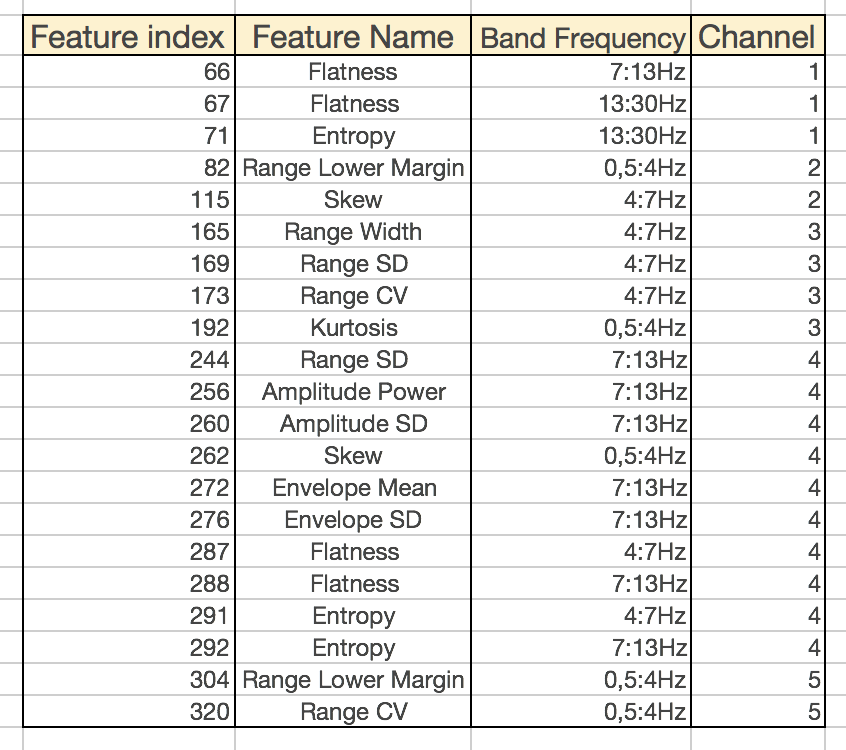 Feature index Feature Name Band Frequency Channel
66 Flatness 7:13Hz 1
67 Flatness 13:30Hz 1
71 Entropy 13:30Hz 1
82 Range Lower Margin 0,5:4Hz 2
115 Skew 4:7Hz 2
165 Range Width 4:7Hz 3
169 Range SD 4:7Hz 3
173 Range CV 4:7Hz 3
192 Kurtosis 0,5:4Hz 3
244 Range SD 7:13Hz 4
256 Amplitude Power 7:13Hz 4
260 Amplitude SD 7:13Hz 4
262 Skew 0,5:4Hz 4
272 Envelope Mean 7:13Hz 4
276 Envelope SD 7:13Hz 4
287 Flatness 4:7Hz 4
288 Flatness 7:13Hz 4
291 Entropy 4:7Hz 4
292 Entropy 7:13Hz 4
304 Range Lower Margin 0,5:4Hz 5
320 Range CV 0,5:4Hz 5